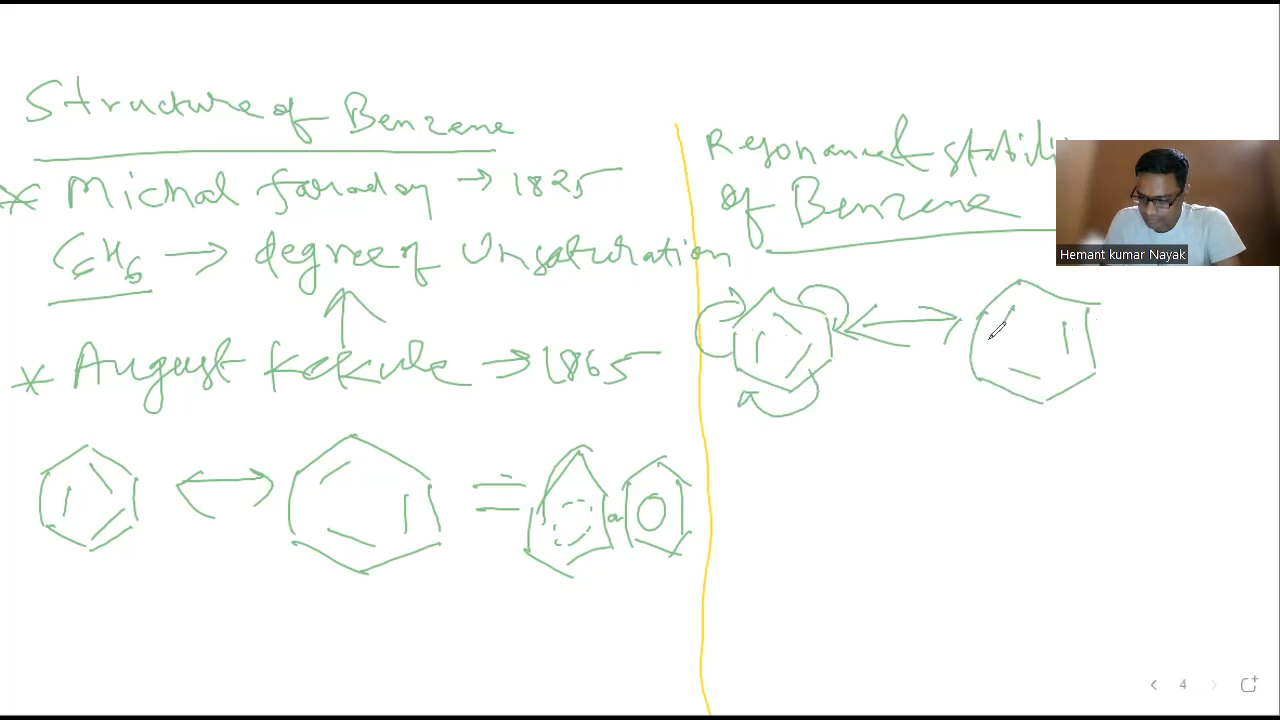 Structure of Benzene
* Michal faraday → 1825
C6H6 → degree of Unsaturation
* August Kekule → 1865
=
or
Resonance & stabili
of Benzene
Hemant kumar Nayak
4